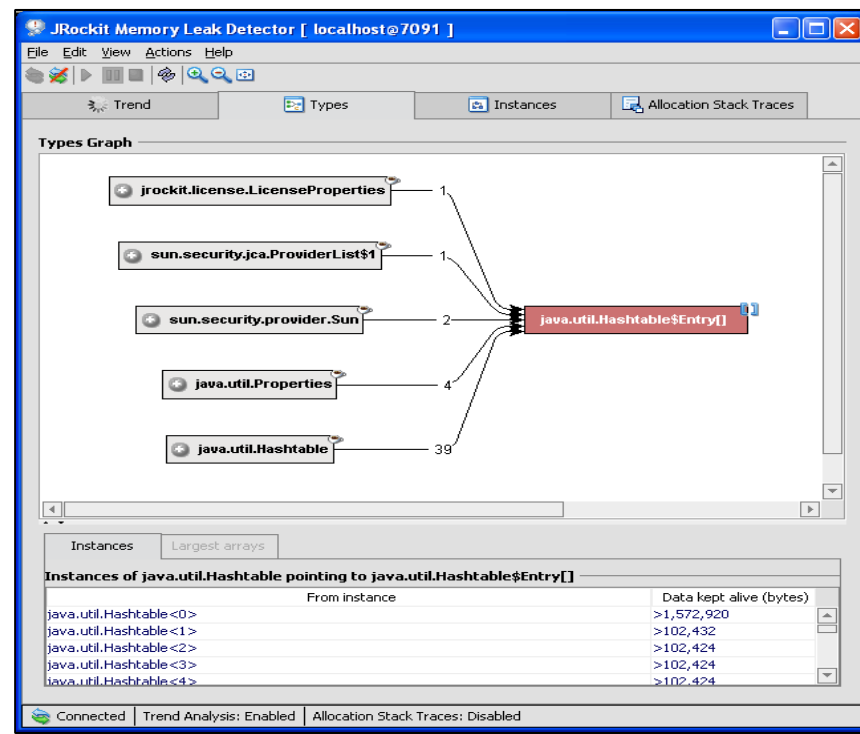 JRockit Memory Leak Detector [ localhost@7091 ]
File Edit View Actions Help
Trend Types Instances Allocation Stack Traces
Types Graph
jrockit.license.LicenseProperties 1
sun.security.jca.ProviderList$1 1
sun.security.provider.Sun 2 java.util.Hashtable$Entry[]
java.util.Properties 4
java.util.Hashtable 39
Instances Largest arrays
Instances of java.util.Hashtable pointing to java.util.Hashtable$Entry[]
From instance Data kept alive (bytes)
java.util.Hashtable<0> >1,572,920
java.util.Hashtable<1> >102,432
java.util.Hashtable<2> >102,424
java.util.Hashtable<3> >102,424
java.util.Hashtable<4> >102,424
Connected Trend Analysis: Enabled Allocation Stack Traces: Disabled